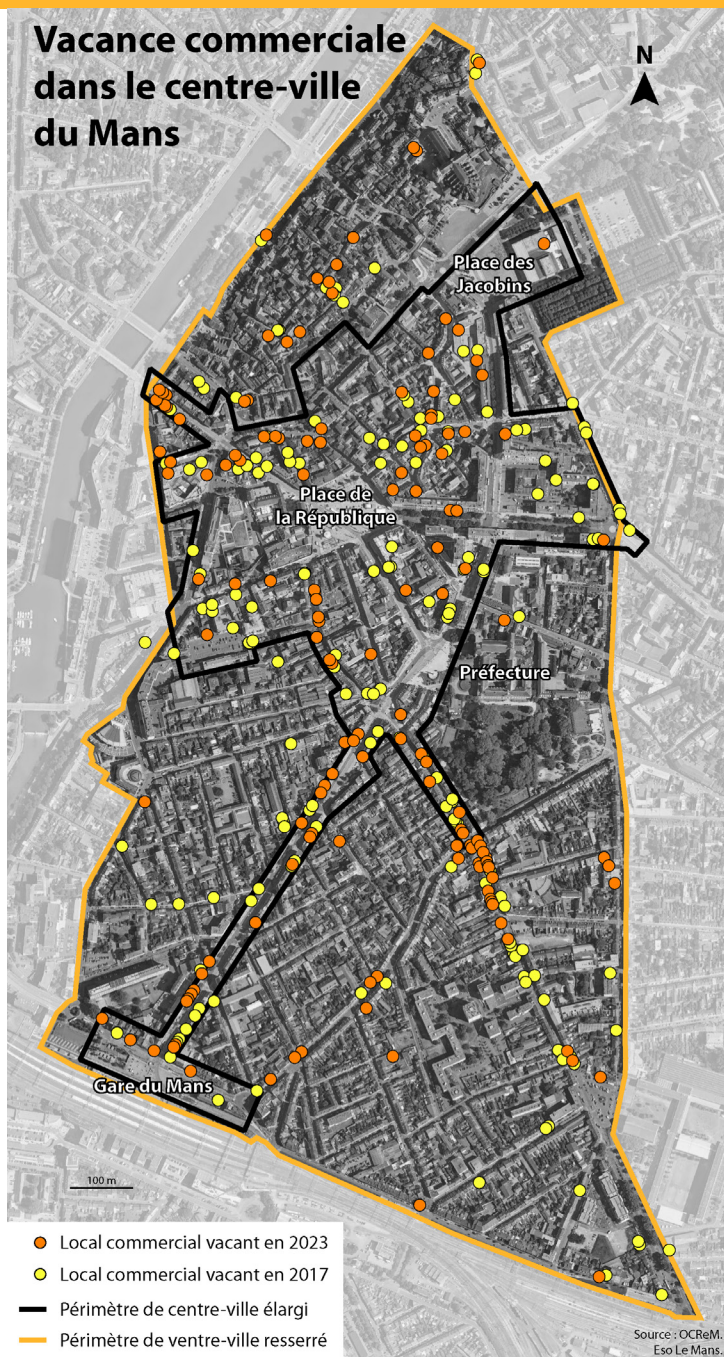 Vacance commerciale
dans le centre-ville
du Mans
N
Place des
Jacobins
Place de
la République
Préfecture
Gare du Mans
100 m
Local commercial vacant en 2023
Local commercial vacant en 2017
Périmètre de centre-ville élargi
Périmètre de ventre-ville resserré
Source : OCReM.
Eso Le Mans.